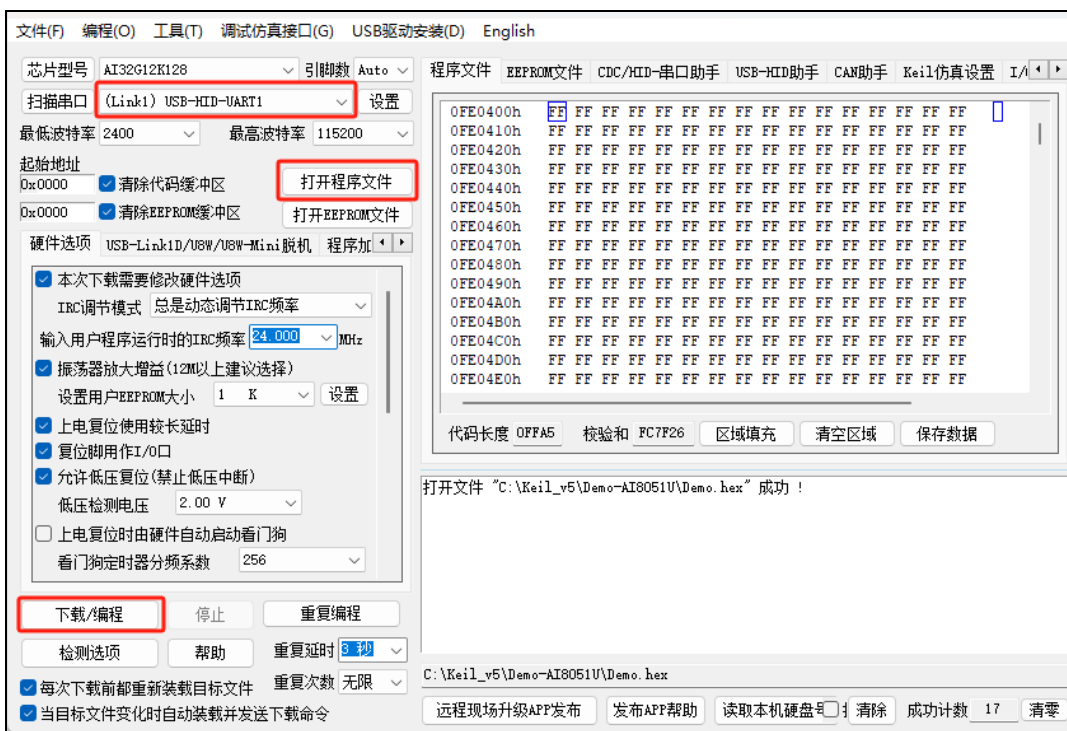 文件(F) 编程(O) 工具(T) 调试仿真接口(G) USB驱动安装(D) English
芯片型号 AI32G12K128 引脚数 Auto
扫描串口 (Link1) USB-HID-UART1 设置
最低波特率 2400 最高波特率 115200
起始地址
0x0000 清除代码缓冲区 打开程序文件
0x0000 清除EEPROM缓冲区 打开EEPROM文件
硬件选项 USB-Link1D/U8W/U8W-Mini脱机 程序加
本次下载需要修改硬件选项
IRC调节模式 总是动态调节IRC频率
输入用户程序运行时的IRC频率 24.000 MHz
振荡器放大增益(12M以上建议选择)
设置用户EEPROM大小 1 K 设置
上电复位使用较长延时
复位脚用作I/O口
允许低压复位(禁止低压中断)
低压检测电压 2.00 V
上电复位时由硬件自动启动看门狗
看门狗定时器分频系数 256
下载/编程 停止 重复编程
检测选项 帮助 重复延时 3 秒
每次下载前都重新装载目标文件 重复次数 无限
当目标文件变化时自动装载并发送下载命令
程序文件 EEPROM文件 CDC/HID-串口助手 USB-HID助手 CAN助手 Keil仿真设置 I/
0FE0400h FF FF FF FF FF FF FF FF FF FF FF FF FF FF FF FF
0FE0410h FF FF FF FF FF FF FF FF FF FF FF FF FF FF FF FF
0FE0420h FF FF FF FF FF FF FF FF FF FF FF FF FF FF FF FF
0FE0430h FF FF FF FF FF FF FF FF FF FF FF FF FF FF FF FF
0FE0440h FF FF FF FF FF FF FF FF FF FF FF FF FF FF FF FF
0FE0450h FF FF FF FF FF FF FF FF FF FF FF FF FF FF FF FF
0FE0460h FF FF FF FF FF FF FF FF FF FF FF FF FF FF FF FF
0FE0470h FF FF FF FF FF FF FF FF FF FF FF FF FF FF FF FF
0FE0480h FF FF FF FF FF FF FF FF FF FF FF FF FF FF FF FF
0FE0490h FF FF FF FF FF FF FF FF FF FF FF FF FF FF FF FF
0FE04A0h FF FF FF FF FF FF FF FF FF FF FF FF FF FF FF FF
0FE04B0h FF FF FF FF FF FF FF FF FF FF FF FF FF FF FF FF
0FE04C0h FF FF FF FF FF FF FF FF FF FF FF FF FF FF FF FF
0FE04D0h FF FF FF FF FF FF FF FF FF FF FF FF FF FF FF FF
0FE04E0h FF FF FF FF FF FF FF FF FF FF FF FF FF FF FF FF
代码长度 0FFA5 校验和 FC7F26 区域填充 清空区域 保存数据
打开文件 "C:\Keil_v5\Demo-AI8051U\Demo.hex" 成功 !
C:\Keil_v5\Demo-AI8051U\Demo.hex
远程现场升级APP发布 发布APP帮助 读取本机硬盘号 清除 成功计数 17 清零